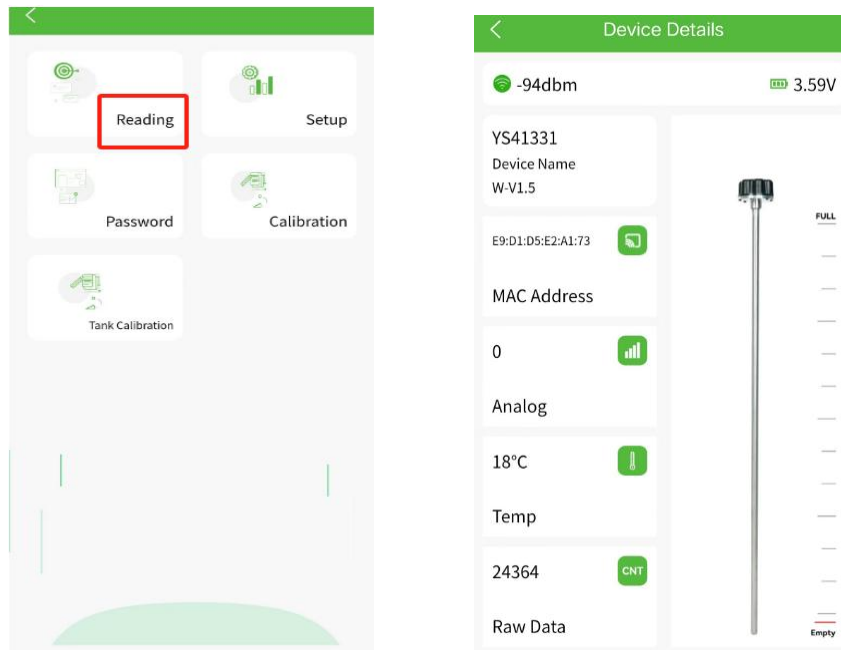 Reading
Setup
Password
Calibration
Tank Calibration
Device Details
-94dbm
3.59V
YS41331
Device Name
W-V1.5
E9:D1:D5:E2:A1:73
MAC Address
0
Analog
18°C
Temp
24364
CNT
Raw Data
FULL
Empty